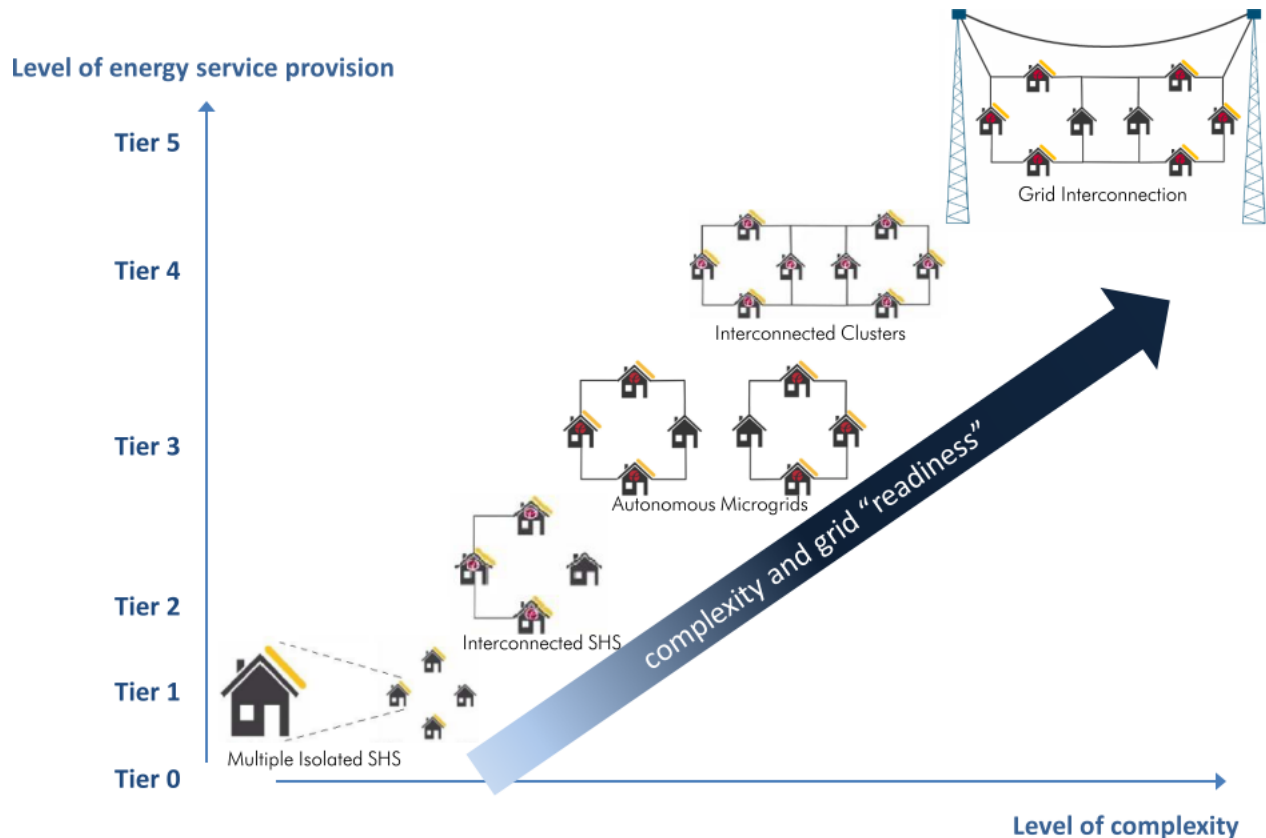 Level of energy service provision
Tier 5
Grid Interconnection
Tier 4
Interconnected Clusters
Tier 3
Autonomous Microgrids
complexity and grid “readiness”
Tier 2
Interconnected SHS
Tier 1
Multiple Isolated SHS
Tier 0
Level of complexity